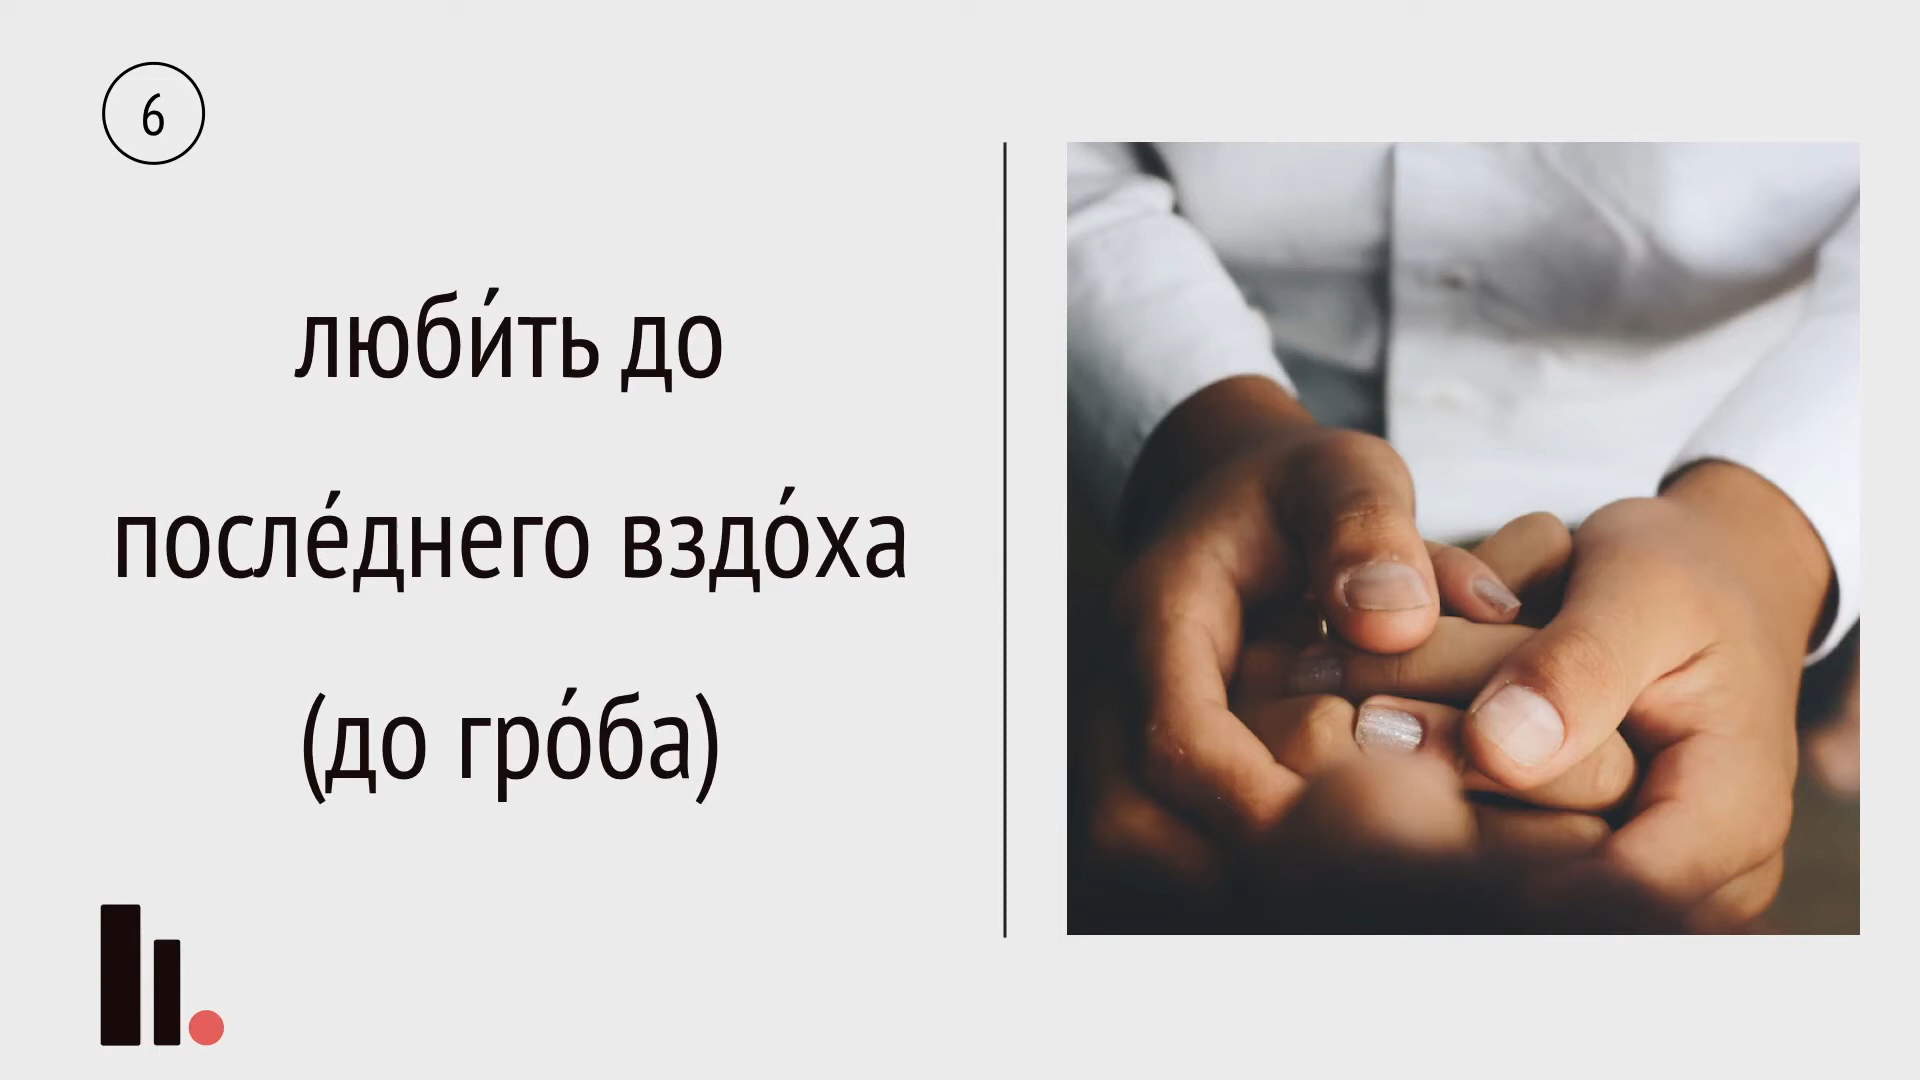 6
люби́ть до
после́днего вздо́ха
(до гро́ба)